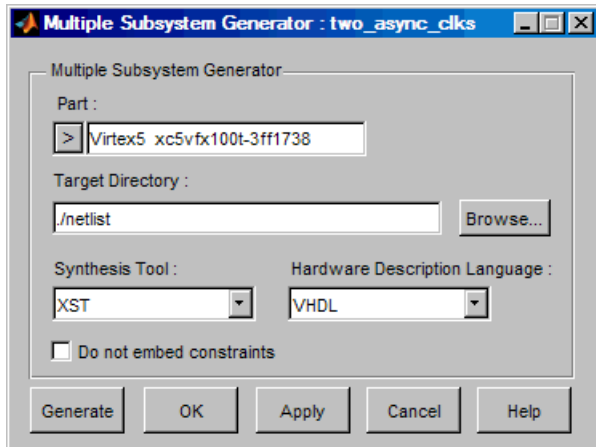 Multiple Subsystem Generator : two_async_clks
Multiple Subsystem Generator
Part :
> Virtex5 xc5vfx100t-3ff1738
Target Directory :
./netlist Browse...
Synthesis Tool : Hardware Description Language :
XST VHDL
Do not embed constraints
Generate OK Apply Cancel Help